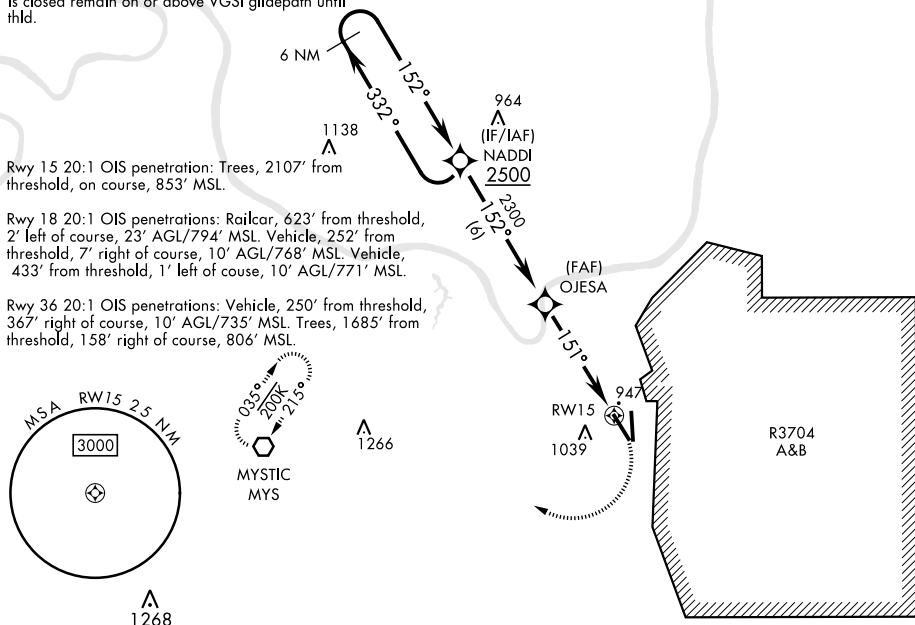 is closed remain on or above VGSI glidepath until
thld.
6 NM
152°
332°
1138
964
(IF/IAF)
NADDI
2500
Rwy 15 20:1 OIS penetration: Trees, 2107' from
threshold, on course, 853' MSL.
Rwy 18 20:1 OIS penetrations: Railcar, 623' from threshold,
2' left of course, 23' AGL/794' MSL. Vehicle, 252' from
threshold, 7' right of course, 10' AGL/768' MSL. Vehicle,
433' from threshold, 1' left of couse, 10' AGL/771' MSL.
Rwy 36 20:1 OIS penetrations: Vehicle, 250' from threshold,
367' right of course, 10' AGL/735' MSL. Trees, 1685' from
threshold, 158' right of course, 806' MSL.
2300
152°
(6)
(FAF)
OJESA
151°
RW15
947
1039
R3704
A&B
035°
200K
215°
MYSTIC
MYS
1266
MSA RW15 25 NM
3000
1268